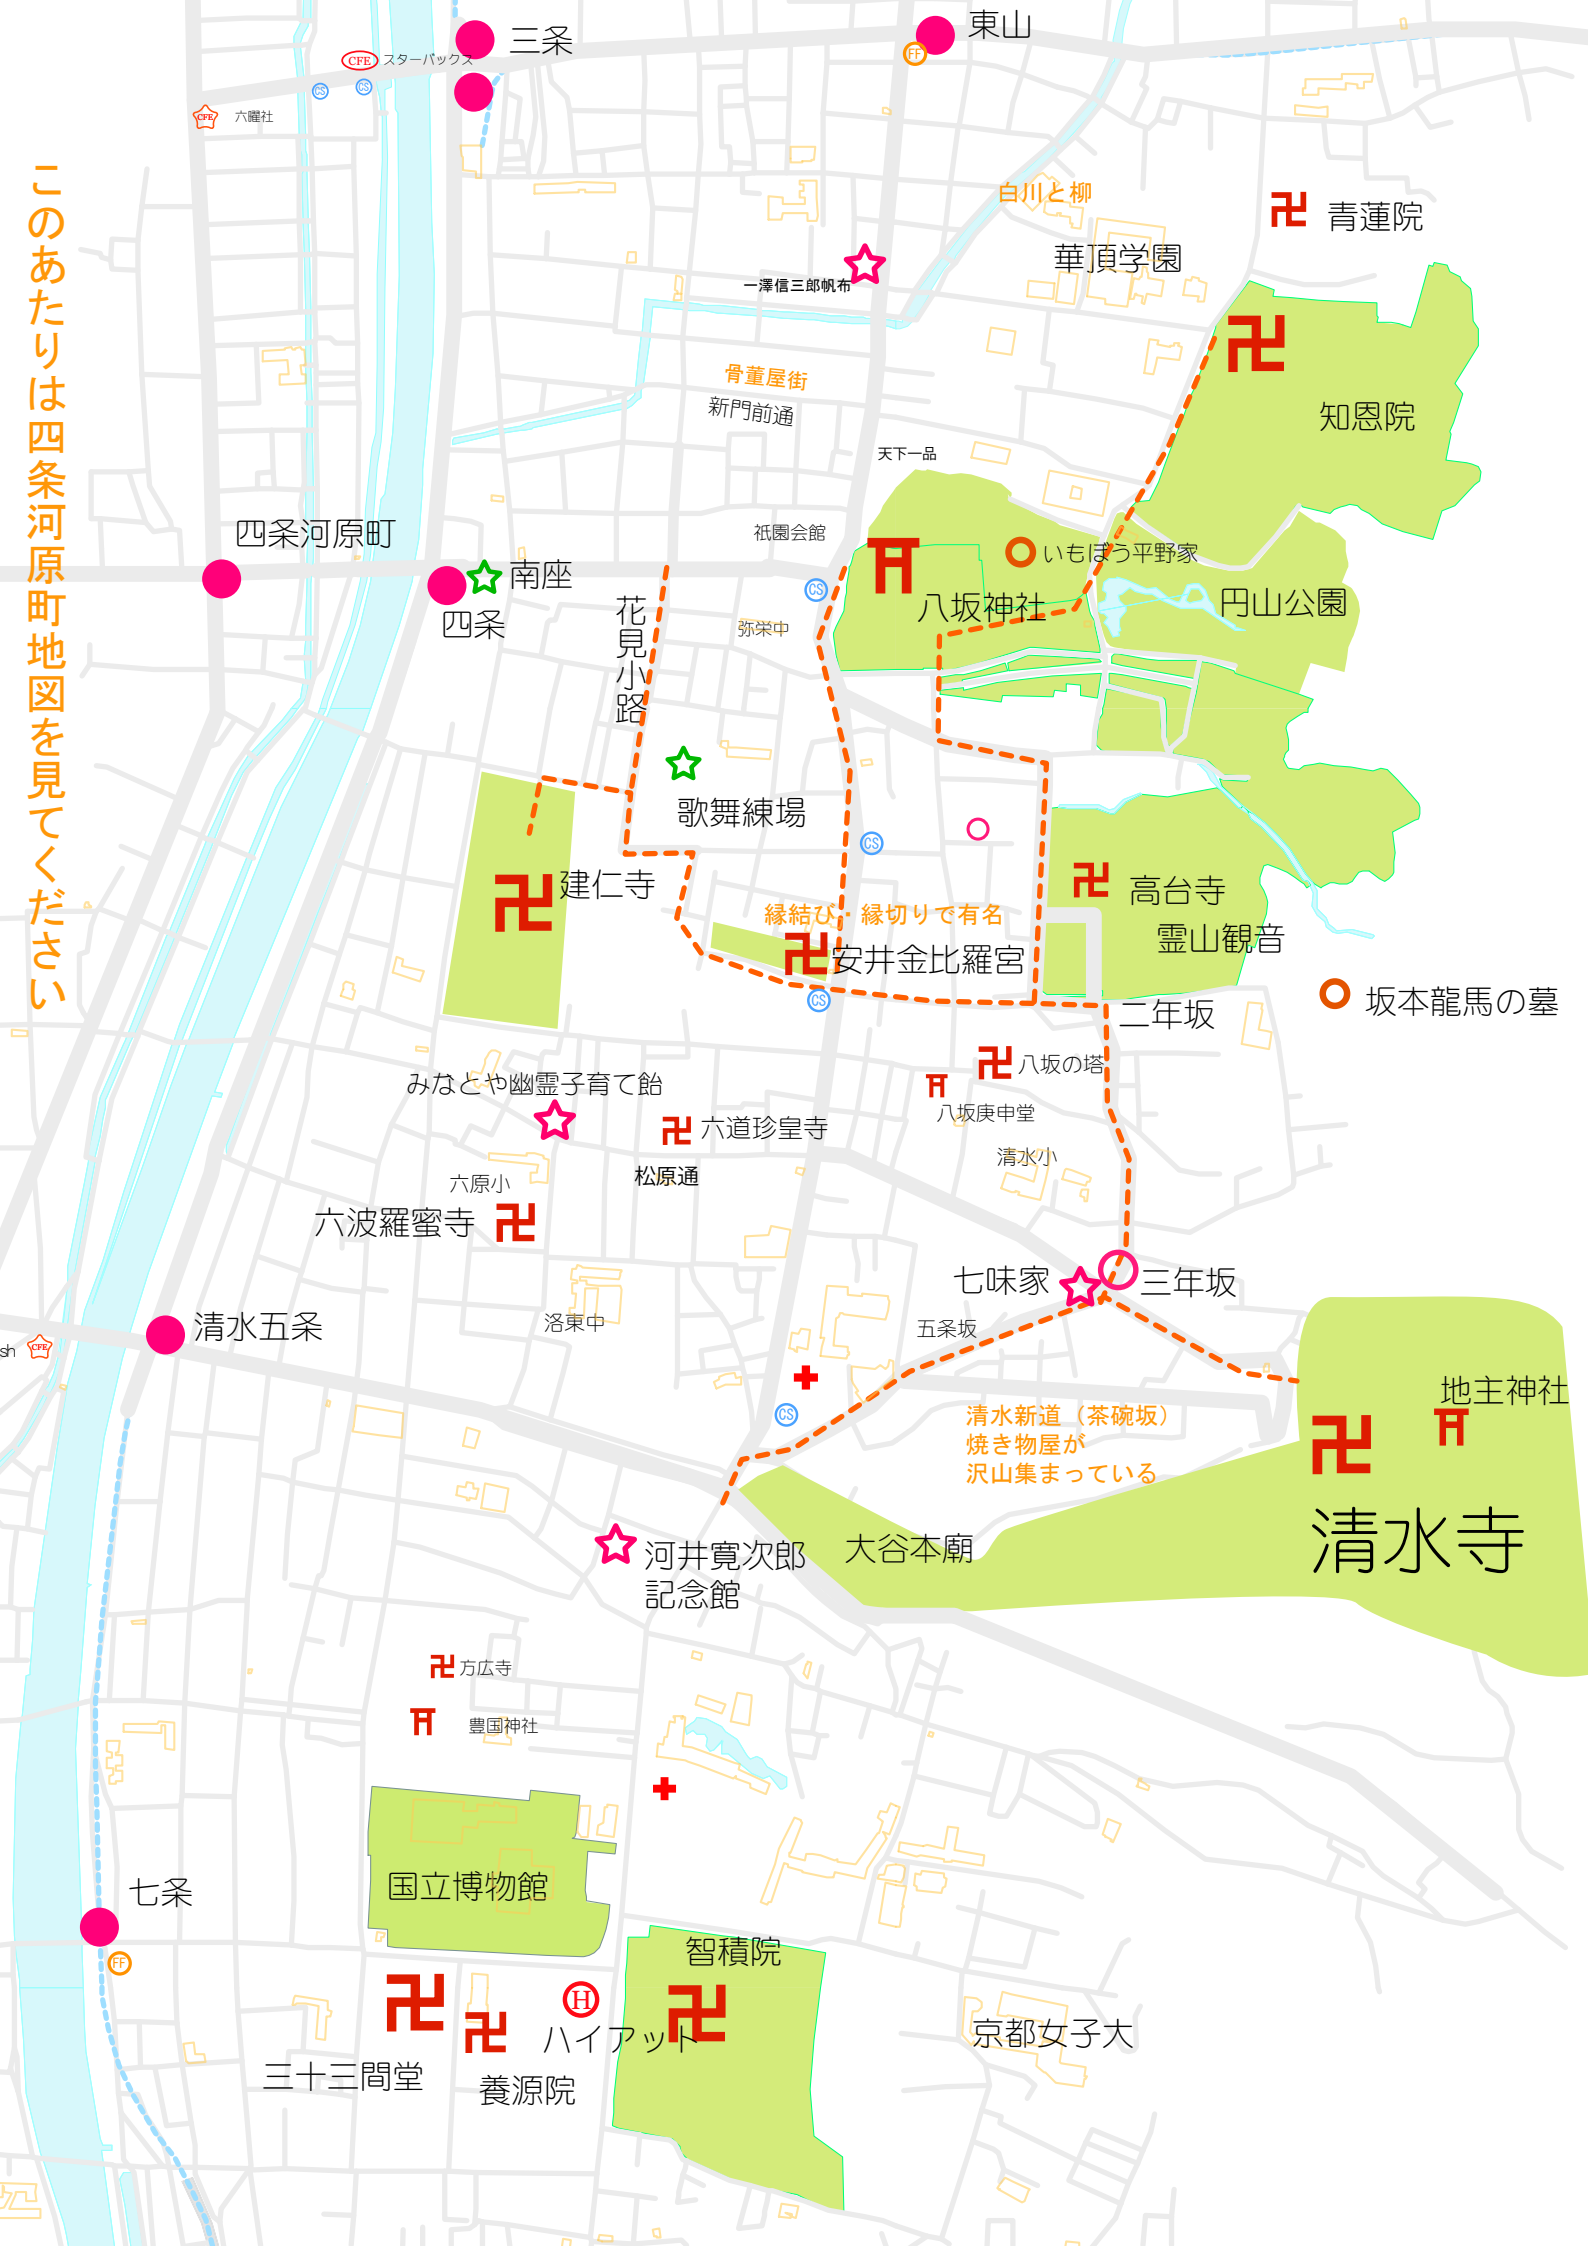 三条
東山
FF
CFE スターバックス
CS
CS
CFE 六曜社
このあたりは四条河原町地図を見てください
白川と柳
青蓮院
華頂学園
一澤信三郎帆布
骨董屋街
新門前通
知恩院
天下一品
四条河原町
祇園会館
いもぼう平野家
南座
四条
CS
八坂神社
円山公園
花見小路
弥栄中
歌舞練場
CS
建仁寺
高台寺
縁結び・縁切りで有名
霊山観音
安井金比羅宮
CS
坂本龍馬の墓
二年坂
八坂の塔
みなとや幽霊子育て飴
八坂庚申堂
六道珍皇寺
清水小
松原通
六原小
六波羅蜜寺
七味家
三年坂
清水五条
洛東中
五条坂
sh CFE
地主神社
CS
清水新道（茶碗坂）
焼き物屋が
沢山集まっている
清水寺
河井寛次郎
記念館
大谷本廟
方広寺
豊国神社
国立博物館
七条
FF
智積院
H
ハイアット
京都女子大
三十三間堂
養源院